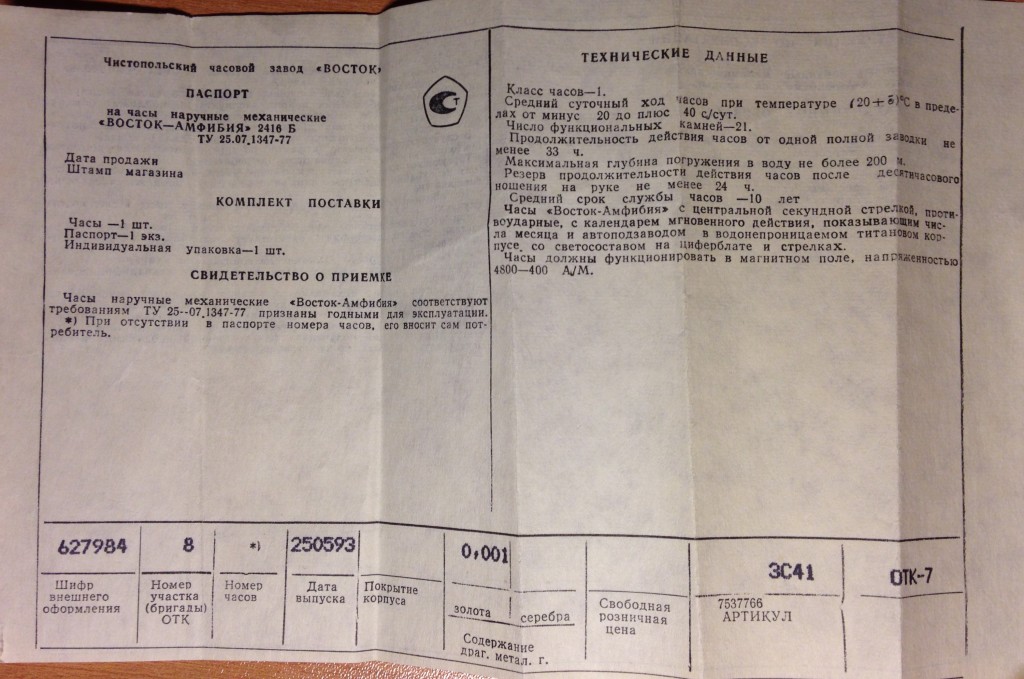 Чистопольский часовой завод «ВОСТОК»
ПАСПОРТ
на часы наручные механические
«ВОСТОК—АМФИБИЯ» 2416 Б
ТУ 25.07.1347-77
Дата продажи
Штамп магазина
КОМПЛЕКТ ПОСТАВКИ
Часы —1 шт.
Паспорт—1 экз.
Индивидуальная упаковка—1 шт.
СВИДЕТЕЛЬСТВО О ПРИЕМКЕ
Часы наручные механические «Восток-Амфибия» соответствуют
требованиям ТУ 25--07.1347-77 признаны годными для эксплуатации.
*) При отсутствии в паспорте номера часов, его вносит сам пот-
ребитель.
ТЕХНИЧЕСКИЕ ДАННЫЕ
Класс часов—1.
Средний суточный ход часов при температуре (20+5)°С в преде-
лах от минус 20 до плюс 40 с/сут.
Число функциональных камней—21.
Продолжительность действия часов от одной полной заводки не
менее 33 ч.
Максимальная глубина погружения в воду не более 200 м.
Резерв продолжительности действия часов после десятичасового
ношения на руке не менее 24 ч.
Средний срок службы часов —10 лет
Часы «Восток-Амфибия» с центральной секундной стрелкой, проти-
воударные, с календарем мгновенного действия, показывающим чис-
ла месяца и автоподзаводом в водонепроницаемом титановом кор-
пусе, со светосоставом на циферблате и стрелках.
Часы должны функционировать в магнитном поле, напряженностью
4800—400 А/М.
627984 8 *) 250593 0,001 3С41 ОТК-7
Шифр внешнего оформления
Номер участка (бригады) ОТК
Номер часов
Дата выпуска
Покрытие корпуса
золота серебра
Содержание
драг. метал. г.
Свободная розничная цена
7537766
АРТИКУЛ